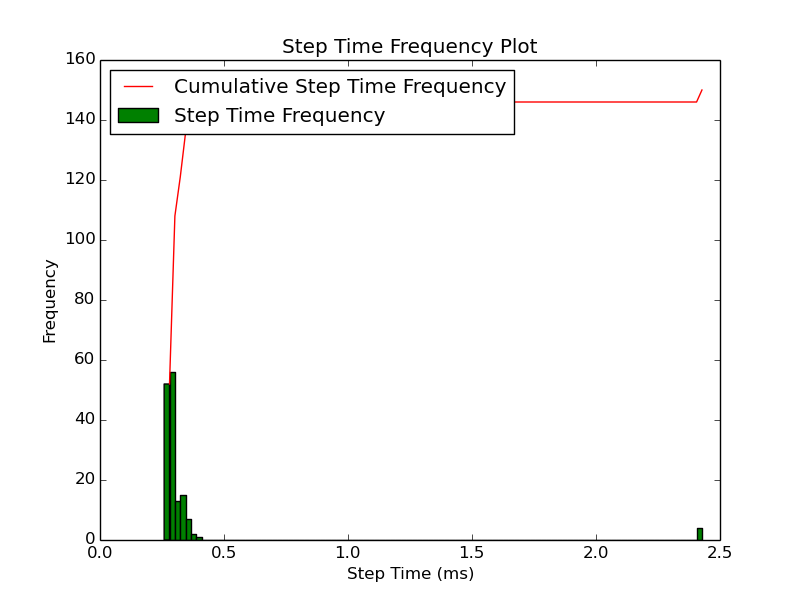 Step Time Frequency Plot
160
140
120
100
80
60
40
20
0
Frequency
Cumulative Step Time Frequency
Step Time Frequency
0.0 0.5 1.0 1.5 2.0 2.5
Step Time (ms)